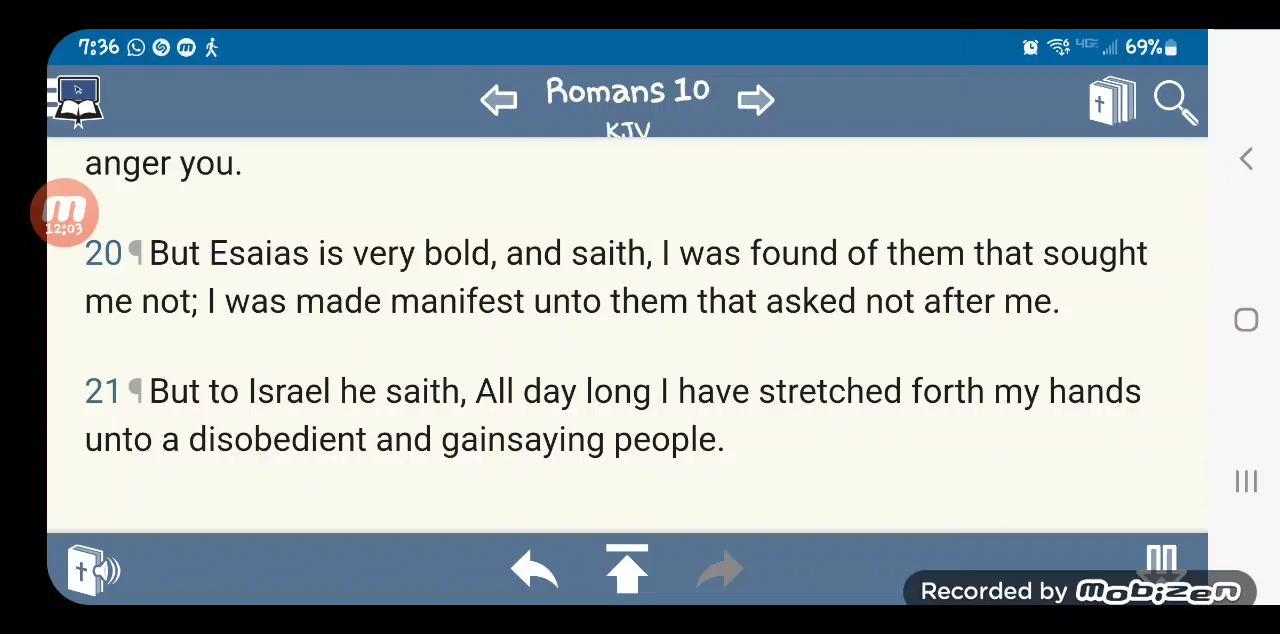 7:36 69%
Romans 10
KJV
anger you.
12:03
20 ¶ But Esaias is very bold, and saith, I was found of them that sought
me not; I was made manifest unto them that asked not after me.
21 ¶ But to Israel he saith, All day long I have stretched forth my hands
unto a disobedient and gainsaying people.
Recorded by mobizen